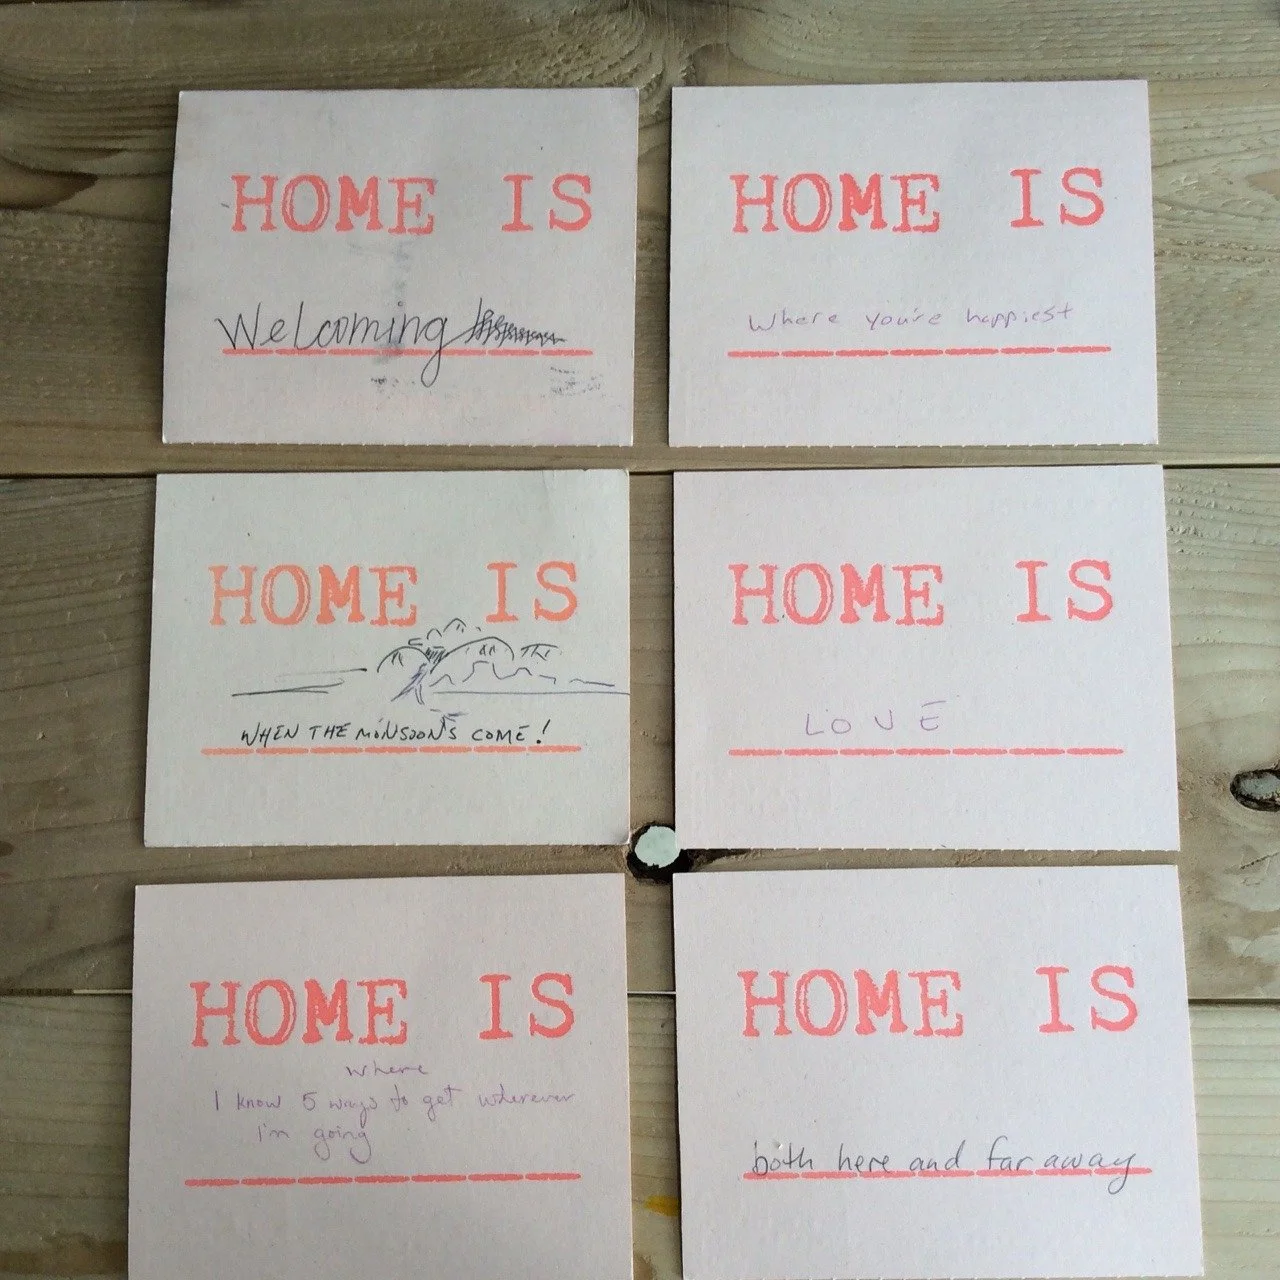 HOME IS
Welcoming
HOME IS
Where you're happiest
HOME IS
WHEN THE MONSOONS COME!
HOME IS
LOVE
HOME IS
where
I know 5 ways to get wherever
i'm going
HOME IS
both here and far away